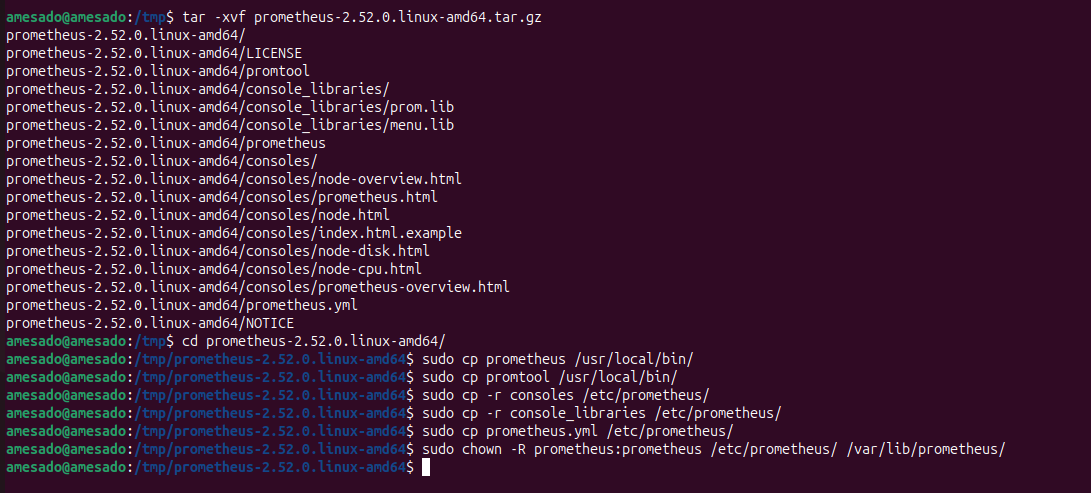 amesado@amesado:/tmp$ tar -xvf prometheus-2.52.0.linux-amd64.tar.gz
prometheus-2.52.0.linux-amd64/
prometheus-2.52.0.linux-amd64/LICENSE
prometheus-2.52.0.linux-amd64/promtool
prometheus-2.52.0.linux-amd64/console_libraries/
prometheus-2.52.0.linux-amd64/console_libraries/prom.lib
prometheus-2.52.0.linux-amd64/console_libraries/menu.lib
prometheus-2.52.0.linux-amd64/prometheus
prometheus-2.52.0.linux-amd64/consoles/
prometheus-2.52.0.linux-amd64/consoles/node-overview.html
prometheus-2.52.0.linux-amd64/consoles/prometheus.html
prometheus-2.52.0.linux-amd64/consoles/node.html
prometheus-2.52.0.linux-amd64/consoles/index.html.example
prometheus-2.52.0.linux-amd64/consoles/node-disk.html
prometheus-2.52.0.linux-amd64/consoles/node-cpu.html
prometheus-2.52.0.linux-amd64/consoles/prometheus-overview.html
prometheus-2.52.0.linux-amd64/prometheus.yml
prometheus-2.52.0.linux-amd64/NOTICE
amesado@amesado:/tmp$ cd prometheus-2.52.0.linux-amd64/
amesado@amesado:/tmp/prometheus-2.52.0.linux-amd64$ sudo cp prometheus /usr/local/bin/
amesado@amesado:/tmp/prometheus-2.52.0.linux-amd64$ sudo cp promtool /usr/local/bin/
amesado@amesado:/tmp/prometheus-2.52.0.linux-amd64$ sudo cp -r consoles /etc/prometheus/
amesado@amesado:/tmp/prometheus-2.52.0.linux-amd64$ sudo cp -r console_libraries /etc/prometheus/
amesado@amesado:/tmp/prometheus-2.52.0.linux-amd64$ sudo cp prometheus.yml /etc/prometheus/
amesado@amesado:/tmp/prometheus-2.52.0.linux-amd64$ sudo chown -R prometheus:prometheus /etc/prometheus/ /var/lib/prometheus/
amesado@amesado:/tmp/prometheus-2.52.0.linux-amd64$